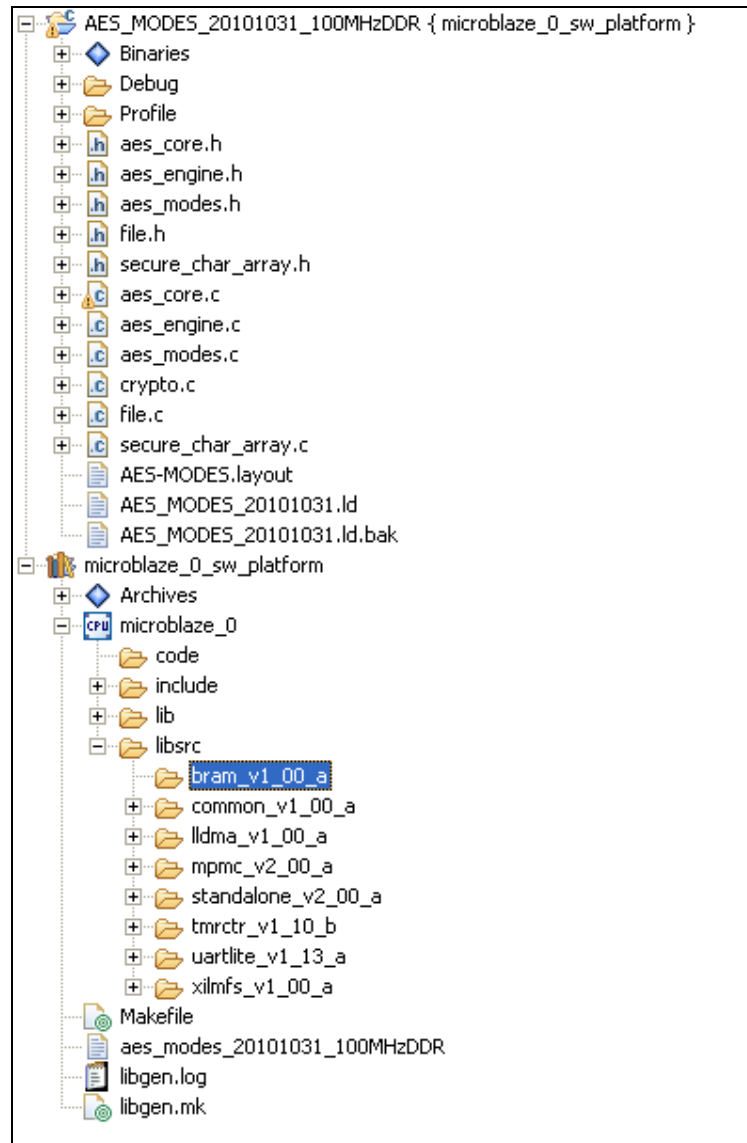 AES_MODES_20101031_100MHzDDR { microblaze_0_sw_platform }
Binaries
Debug
Profile
aes_core.h
aes_engine.h
aes_modes.h
file.h
secure_char_array.h
aes_core.c
aes_engine.c
aes_modes.c
crypto.c
file.c
secure_char_array.c
AES-MODES.layout
AES_MODES_20101031.ld
AES_MODES_20101031.ld.bak
microblaze_0_sw_platform
Archives
microblaze_0
code
include
lib
libsrc
bram_v1_00_a
common_v1_00_a
lldma_v1_00_a
mpmc_v2_00_a
standalone_v2_00_a
tmrctr_v1_10_b
uartlite_v1_13_a
xilmfs_v1_00_a
Makefile
aes_modes_20101031_100MHzDDR
libgen.log
libgen.mk